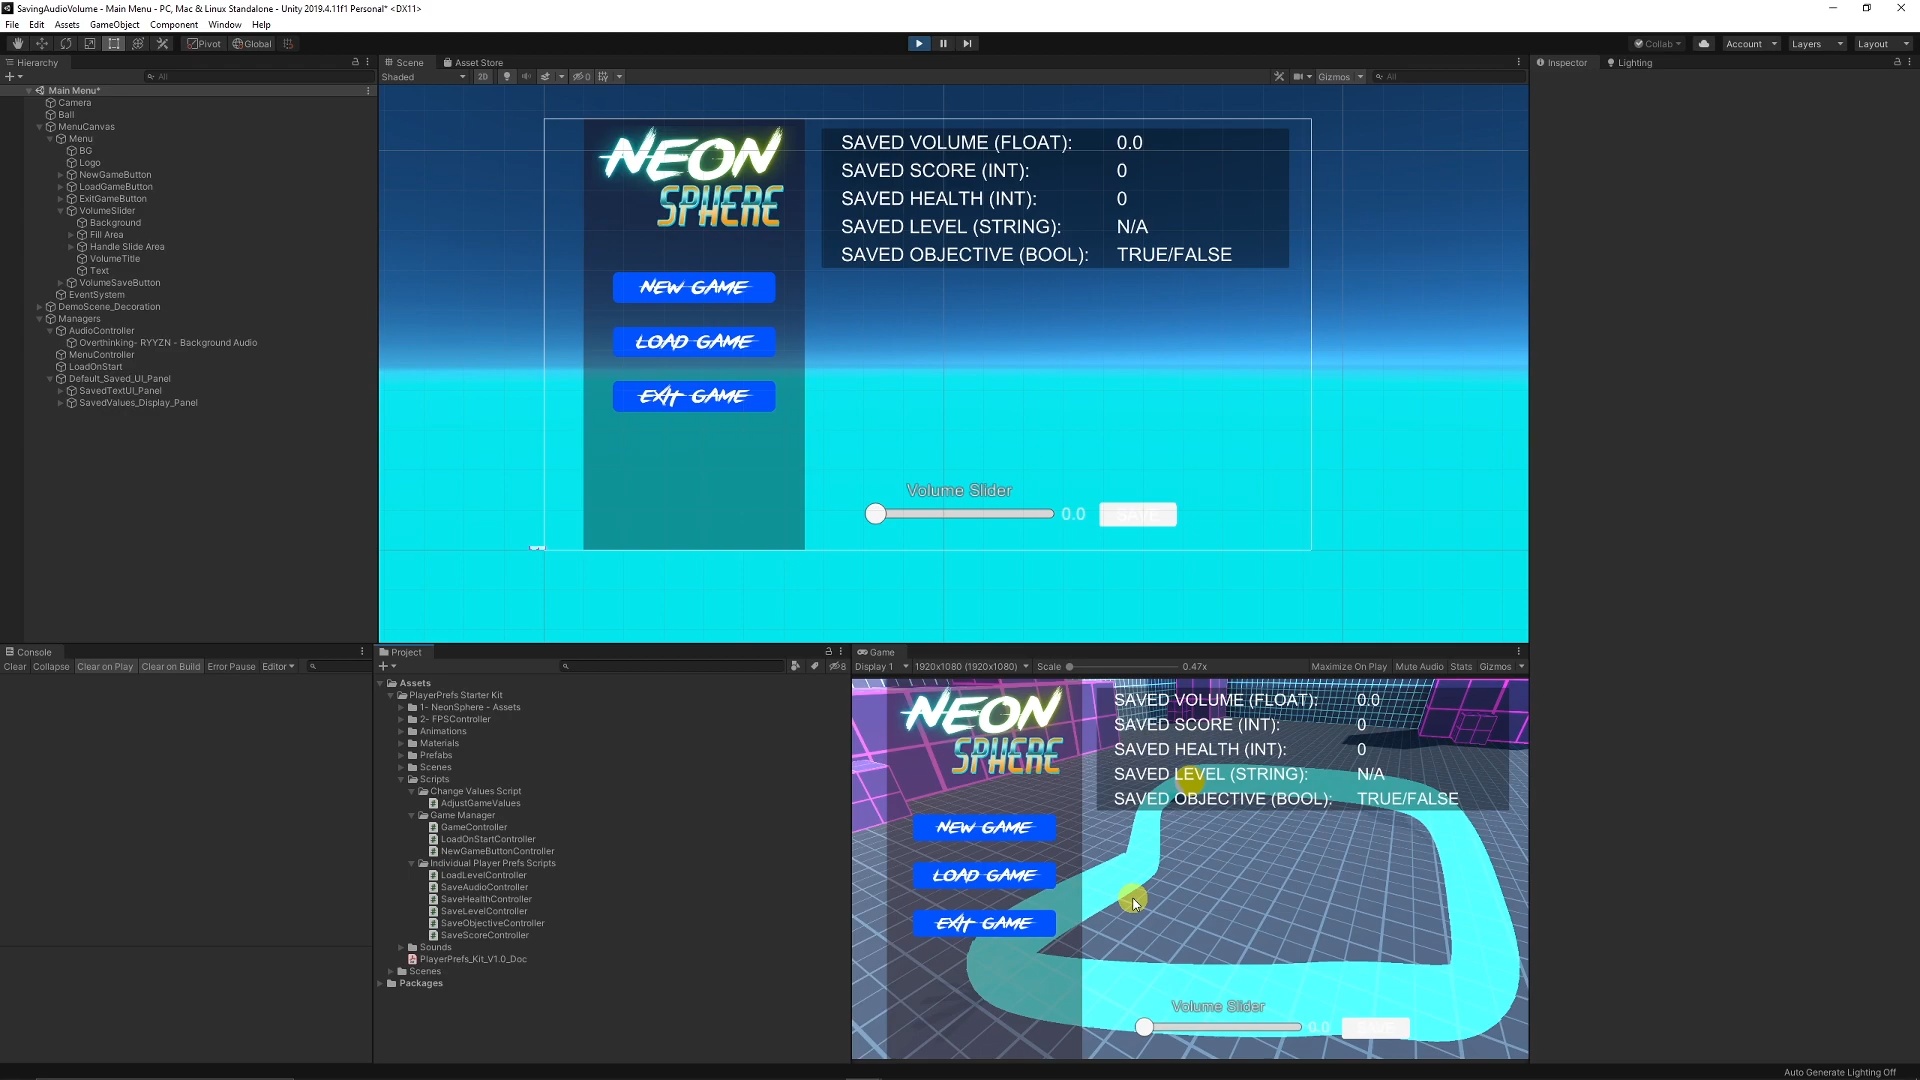 SavingAudioVolume - Main Menu - PC, Mac & Linux Standalone - Unity 2019.4.11f1 Personal* <DX11>
File Edit Assets GameObject Component Window Help
Pivot Global
Collab Account Layers Layout
Hierarchy
All
Main Menu*
Camera
Ball
MenuCanvas
Menu
BG
Logo
NewGameButton
LoadGameButton
ExitGameButton
VolumeSlider
Background
Fill Area
Handle Slide Area
VolumeTitle
Text
VolumeSaveButton
EventSystem
DemoScene_Decoration
Managers
AudioController
Overthinking- RYYZN - Background Audio
MenuController
LoadOnStart
Default_Saved_UI_Panel
SavedTextUI_Panel
SavedValues_Display_Panel
Scene Asset Store
Shaded 2D 0 Gizmos All
NEON
SPHERE
NEW GAME
LOAD GAME
EXIT GAME
SAVED VOLUME (FLOAT): 0.0
SAVED SCORE (INT): 0
SAVED HEALTH (INT): 0
SAVED LEVEL (STRING): N/A
SAVED OBJECTIVE (BOOL): TRUE/FALSE
Volume Slider
0.0 SAVE
Inspector Lighting
Console
Clear Collapse Clear on Play Clear on Build Error Pause Editor
Project
8
Assets
PlayerPrefs Starter Kit
1- NeonSphere - Assets
2- FPSController
Animations
Materials
Prefabs
Scenes
Scripts
Change Values Script
AdjustGameValues
Game Manager
GameController
LoadOnStartController
NewGameButtonController
Individual Player Prefs Scripts
LoadLevelController
SaveAudioController
SaveHealthController
SaveLevelController
SaveObjectiveController
SaveScoreController
Sounds
PlayerPrefs_Kit_V1.0_Doc
Scenes
Packages
Game
Display 1 1920x1080 (1920x1080) Scale 0.47x Maximize On Play Mute Audio Stats Gizmos
NEON
SPHERE
NEW GAME
LOAD GAME
EXIT GAME
SAVED VOLUME (FLOAT): 0.0
SAVED SCORE (INT): 0
SAVED HEALTH (INT): 0
SAVED LEVEL (STRING): N/A
SAVED OBJECTIVE (BOOL): TRUE/FALSE
Volume Slider
0.0
Auto Generate Lighting Off